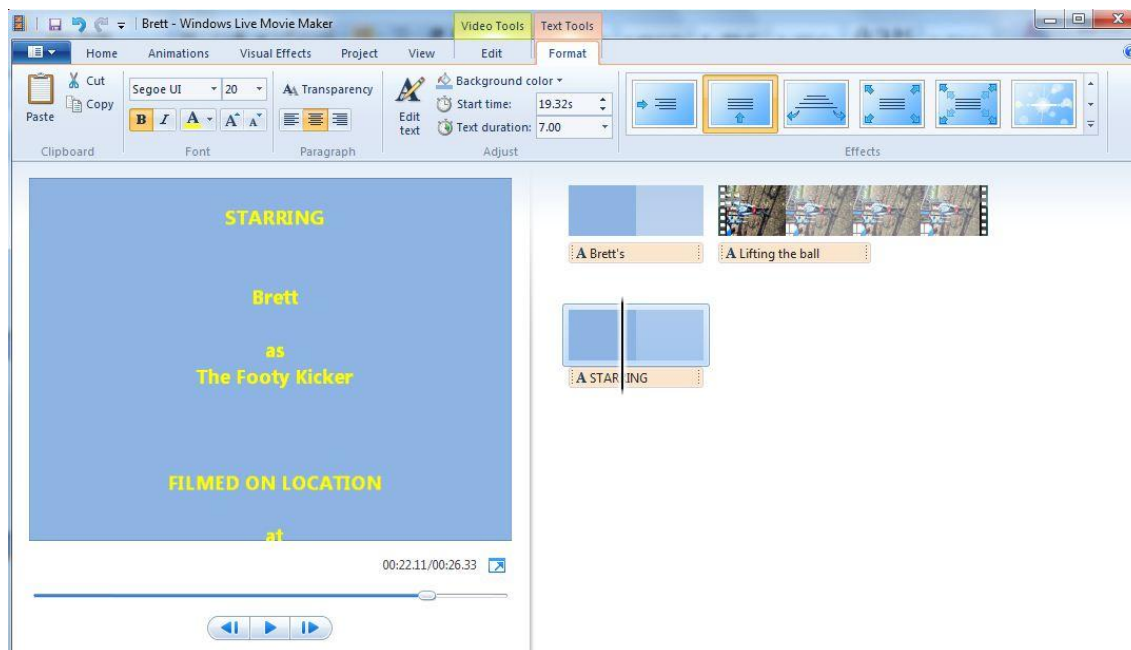 Brett - Windows Live Movie Maker
Video Tools
Text Tools
Home
Animations
Visual Effects
Project
View
Edit
Format
Paste
Cut
Copy
Clipboard
Segoe UI
20
B I A A A
Font
Transparency
Paragraph
Edit text
Background color
Start time: 19.32s
Text duration: 7.00
Adjust
Effects
STARRING
Brett
as
The Footy Kicker
FILMED ON LOCATION
at
00:22.11/00:26.33
A Brett's
A Lifting the ball
A STARRING